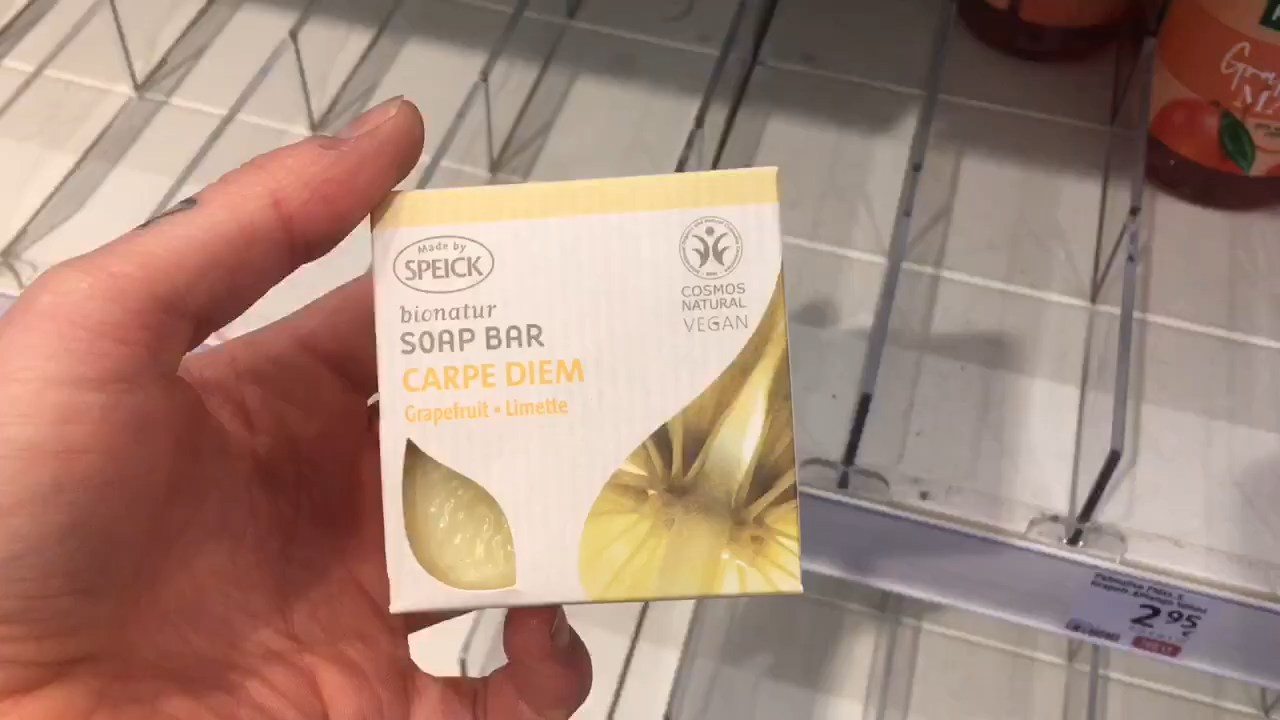 Made by
SPEICK
bionatur
SOAP BAR
CARPE DIEM
Grapefruit • Limette
COSMOS
NATURAL
VEGAN
2 95